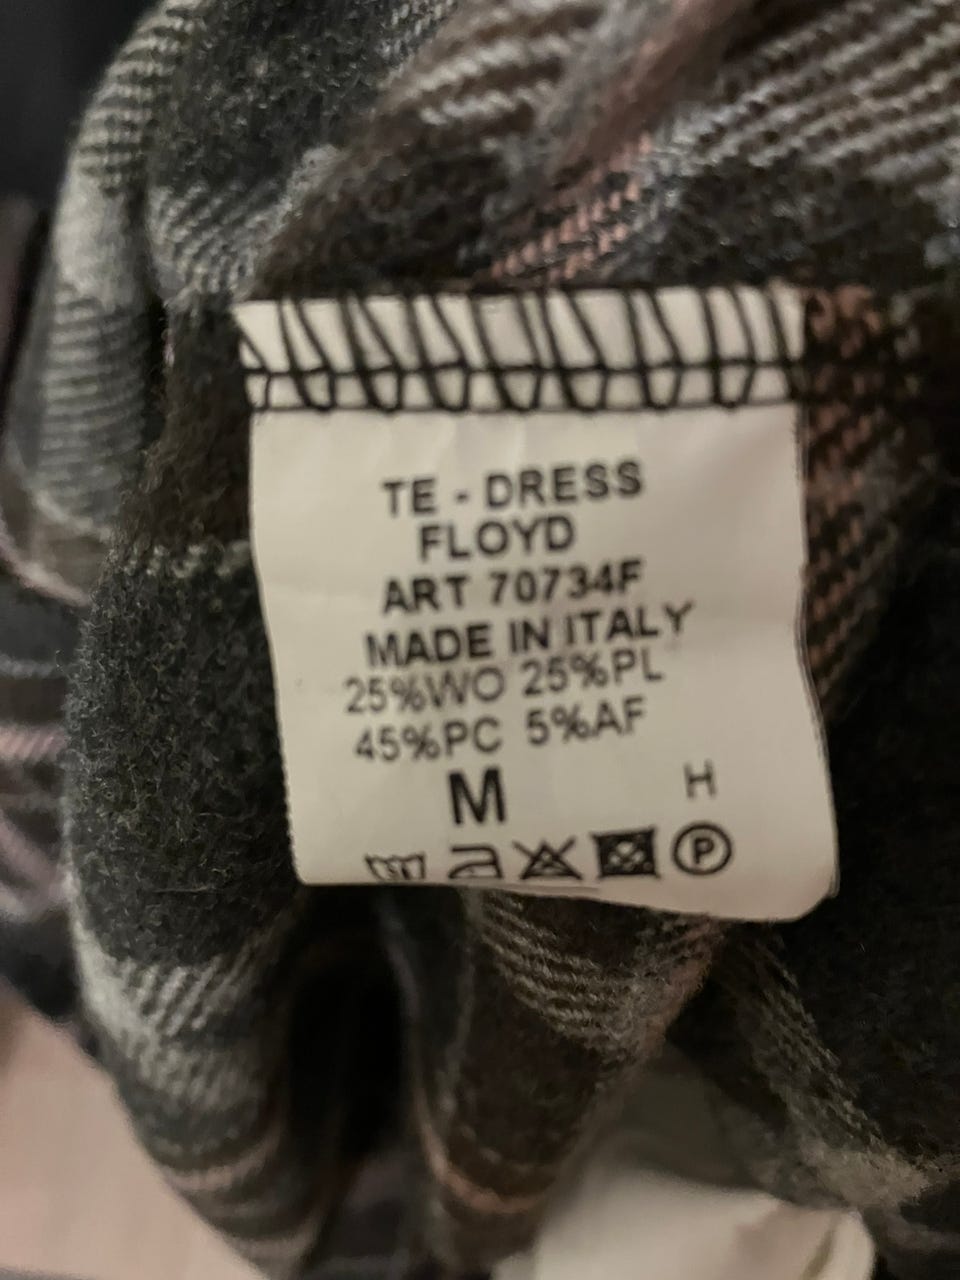 TE - DRESS
FLOYD
ART 70734F
MADE IN ITALY
25%WO 25%PL
45%PC 5%AF
M H
P